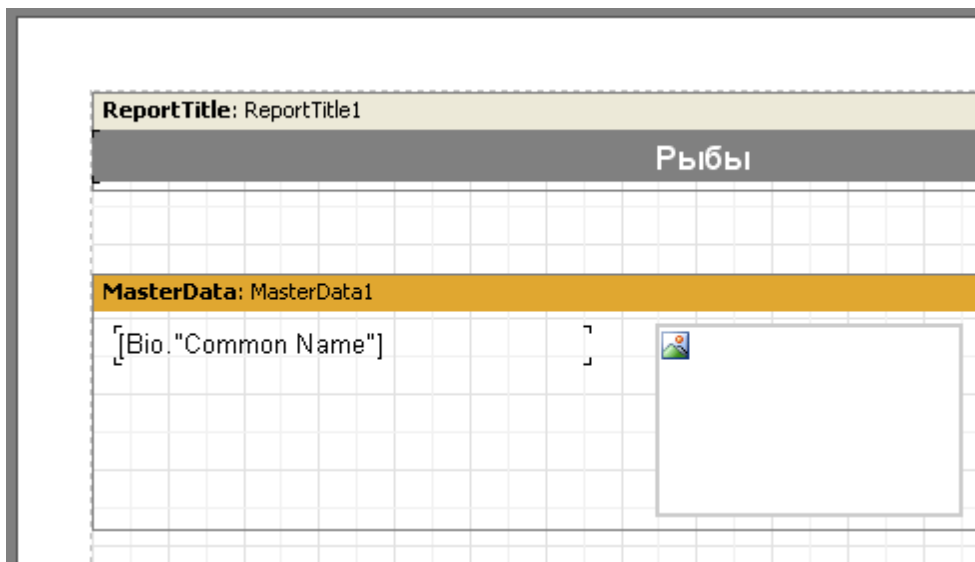 ReportTitle: ReportTitle1
Рыбы
MasterData: MasterData1
[Bio."Common Name"]